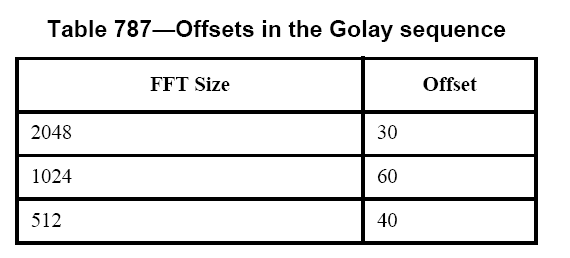 Table 787—Offsets in the Golay sequence
FFT Size Offset
2048 30
1024 60
512 40